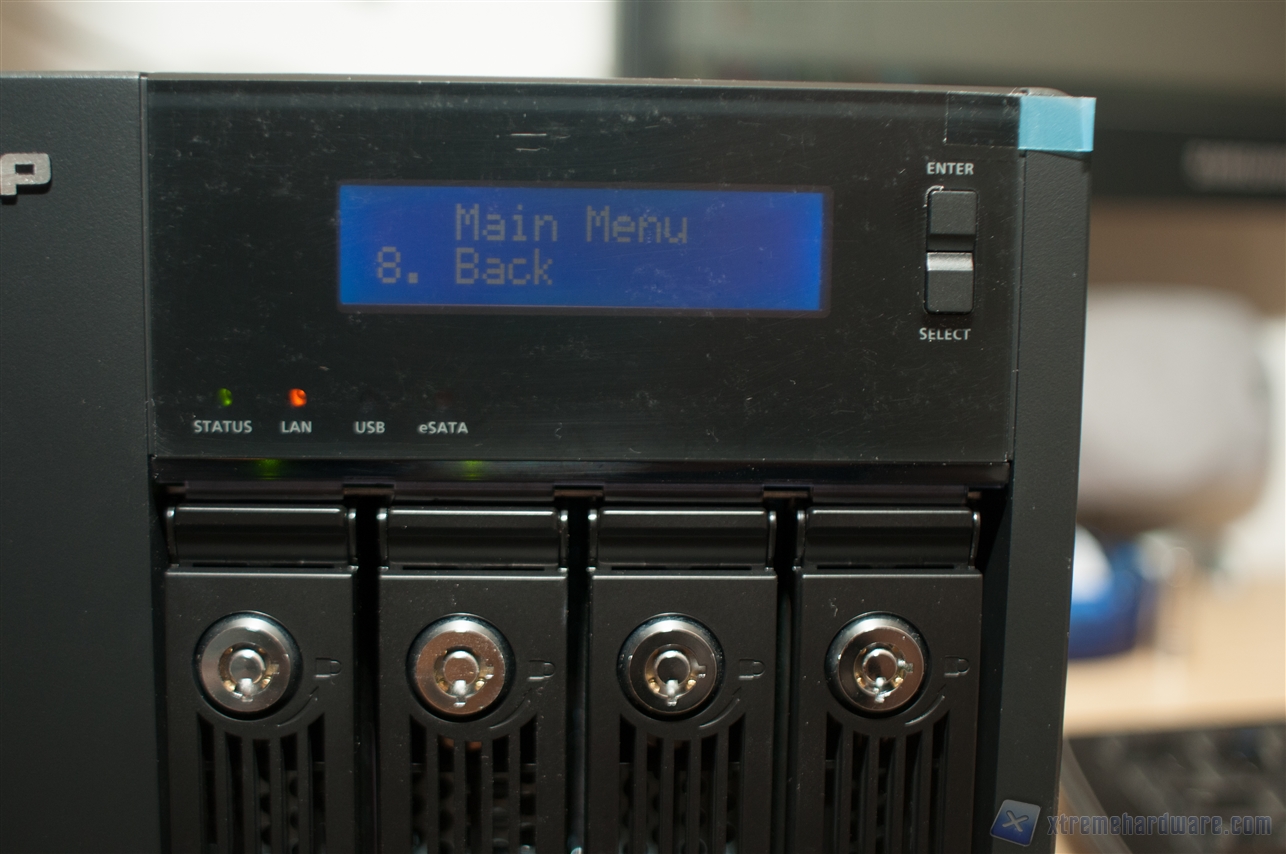 P
ENTER
Main Menu
8. Back
SELECT
STATUS LAN USB eSATA
xtremehardware.com